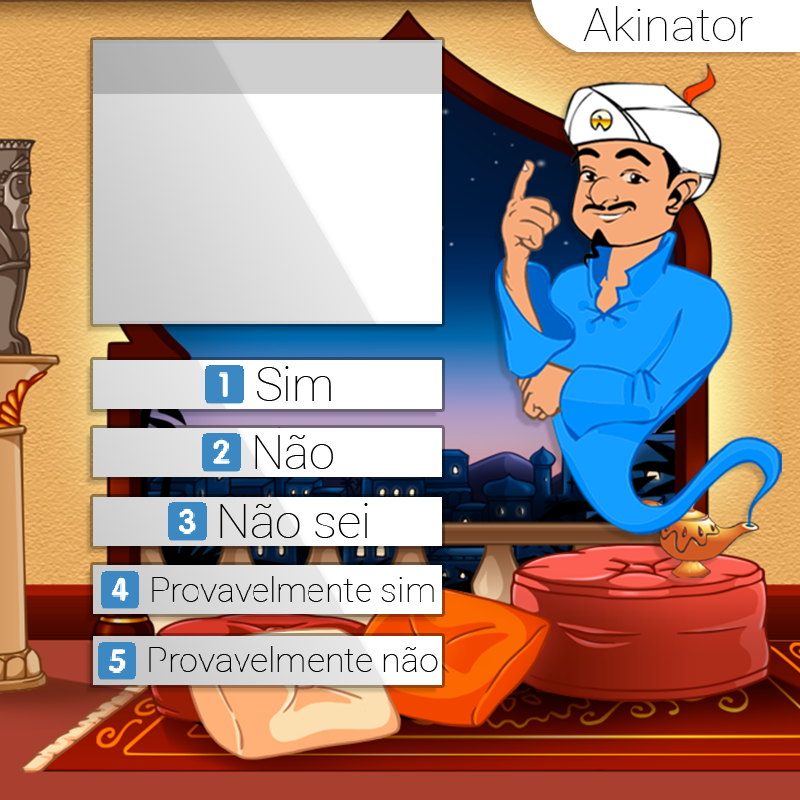 Akinator
1 Sim
2 Não
3 Não sei
4 Provavelmente sim
5 Provavelmente não